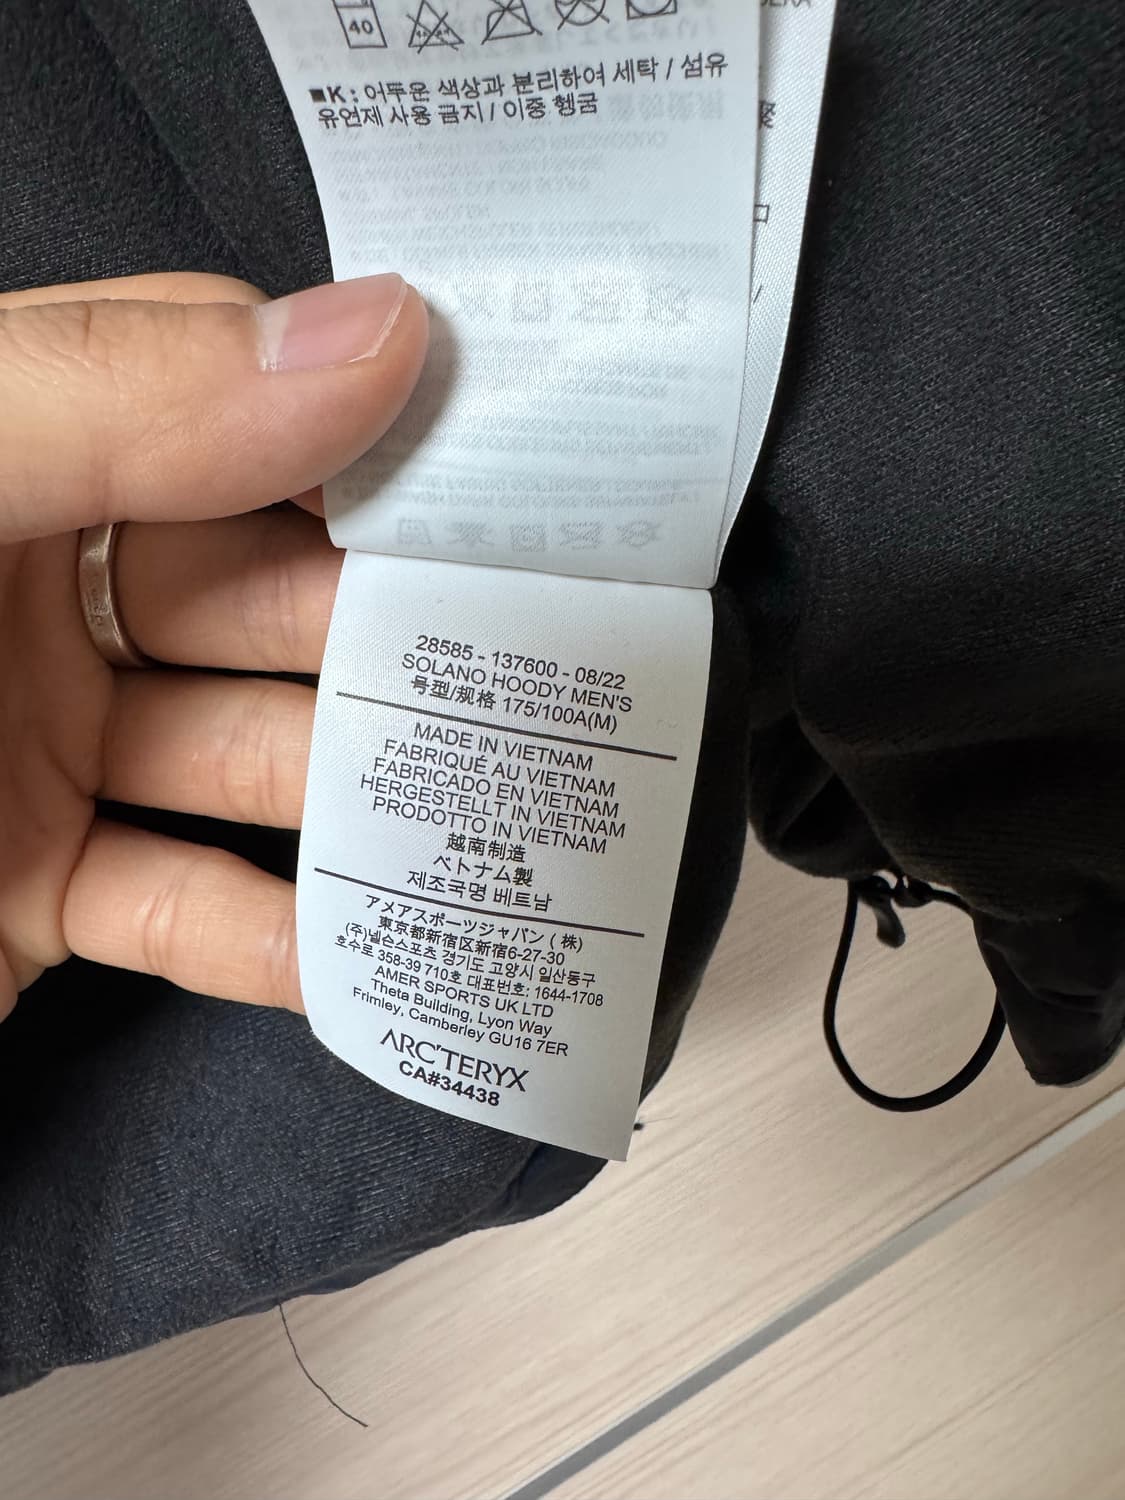 40
■K : 어두운 색상과 분리하여 세탁 / 섬유
유연제 사용 금지 / 이중 헹굼
28585 - 137600 - 08/22
SOLANO HOODY MEN'S
号型/规格 175/100A(M)
MADE IN VIETNAM
FABRIQUÉ AU VIETNAM
FABRICADO EN VIETNAM
HERGESTELLT IN VIETNAM
PRODOTTO IN VIETNAM
越南制造
ベトナム製
제조국명 베트남
アメアスポーツジャパン ( 株)
東京都新宿区新宿6-27-30
(주)넬슨스포츠 경기도 고양시 일산동구
호수로 358-39 710호 대표번호: 1644-1708
AMER SPORTS UK LTD
Theta Building, Lyon Way
Frimley, Camberley GU16 7ER
ARC'TERYX
CA#34438